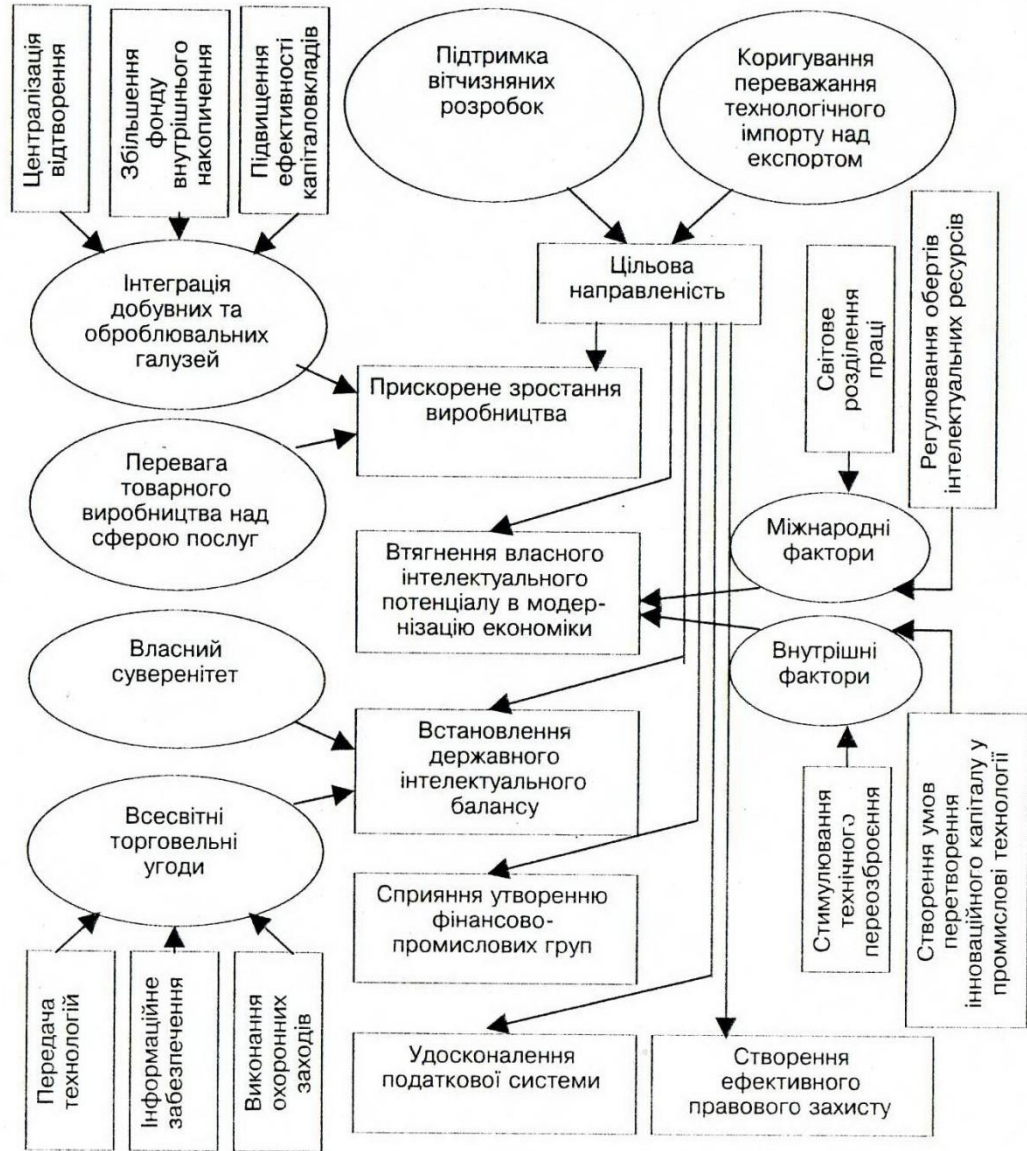 Централізація
відтворення
Збільшення
фонду
внутрішнього
накопичення
Підвищення
ефективності
капіталовкладів
Підтримка
вітчизняних
розробок
Коригування
переважання
технологічного
імпорту над
експортом
Інтеграція
добувних та
оброблювальних
галузей
Цільова
направленість
Світове
розділення
праці
Регулювання обертів
інтелектуальних ресурсів
Прискорене зростання
виробництва
Перевага
товарного
виробництва над
сферою послуг
Втягнення власного
інтелектуального
потенціалу в модер-
нізацію економіки
Міжнародні
фактори
Внутрішні
фактори
Власний
суверенітет
Встановлення
державного
інтелектуального
балансу
Всесвітні
торговельні
угоди
Стимулювання
технічного
переозброєння
Створення умов
перетворення
інноваційного капіталу у
промислові технології
Сприяння утворенню
фінансово-
промислових груп
Передача
технологій
Інформаційне
забезпечення
Виконання
охоронних
заходів
Удосконалення
податкової системи
Створення
ефективного
правового захисту